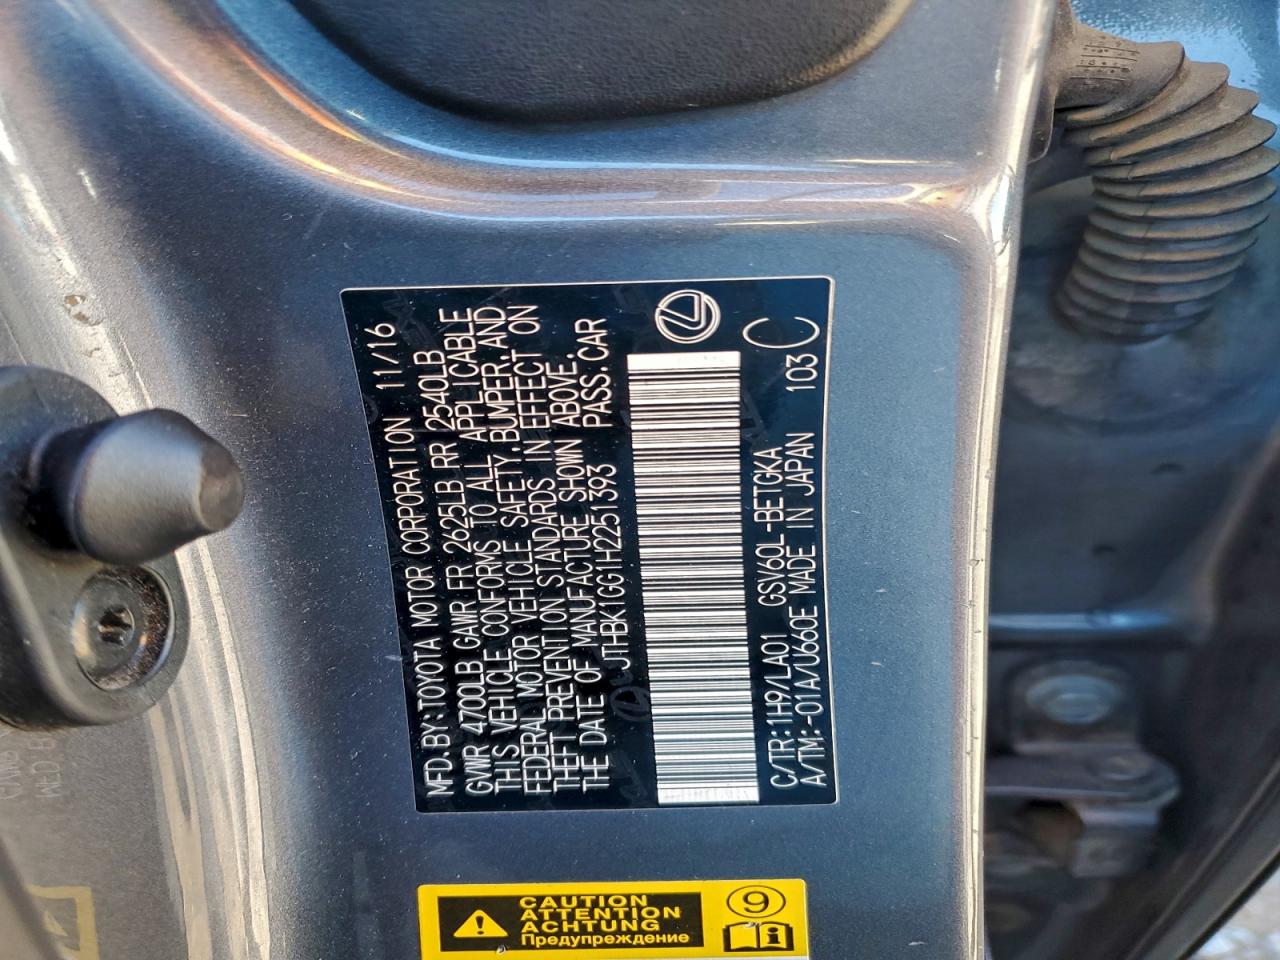 MFD.BY:TOYOTA MOTOR CORPORATION 11/16
GVWR 4700LB GAWR FR 2625LB RR 2540LB
THIS VEHICLE CONFORMS TO ALL APPLICABLE
FEDERAL MOTOR VEHICLE SAFETY,BUMPER,AND
THEFT PREVENTION STANDARDS IN EFFECT ON
THE DATE OF MANUFACTURE SHOWN ABOVE.
JTHBK1GG1H2251393 PASS.CAR
C/TR:1H9/LA01 GSV60L-BETGKA
A/TM:-01A/U660E MADE IN JAPAN 103
C
CAUTION
ATTENTION
ACHTUNG
Предупреждение
9
i